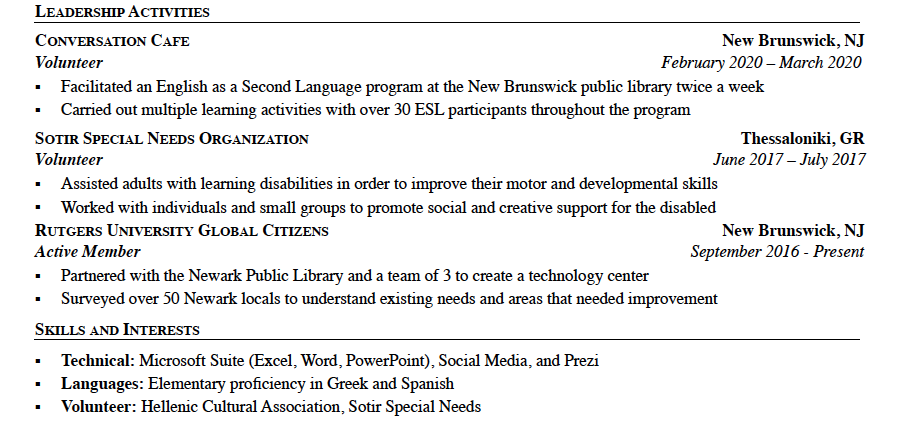 LEADERSHIP ACTIVITIES
CONVERSATION CAFE New Brunswick, NJ
Volunteer February 2020 – March 2020
▪ Facilitated an English as a Second Language program at the New Brunswick public library twice a week
▪ Carried out multiple learning activities with over 30 ESL participants throughout the program
SOTIR SPECIAL NEEDS ORGANIZATION Thessaloniki, GR
Volunteer June 2017 – July 2017
▪ Assisted adults with learning disabilities in order to improve their motor and developmental skills
▪ Worked with individuals and small groups to promote social and creative support for the disabled
RUTGERS UNIVERSITY GLOBAL CITIZENS New Brunswick, NJ
Active Member September 2016 - Present
▪ Partnered with the Newark Public Library and a team of 3 to create a technology center
▪ Surveyed over 50 Newark locals to understand existing needs and areas that needed improvement
SKILLS AND INTERESTS
▪ Technical: Microsoft Suite (Excel, Word, PowerPoint), Social Media, and Prezi
▪ Languages: Elementary proficiency in Greek and Spanish
▪ Volunteer: Hellenic Cultural Association, Sotir Special Needs